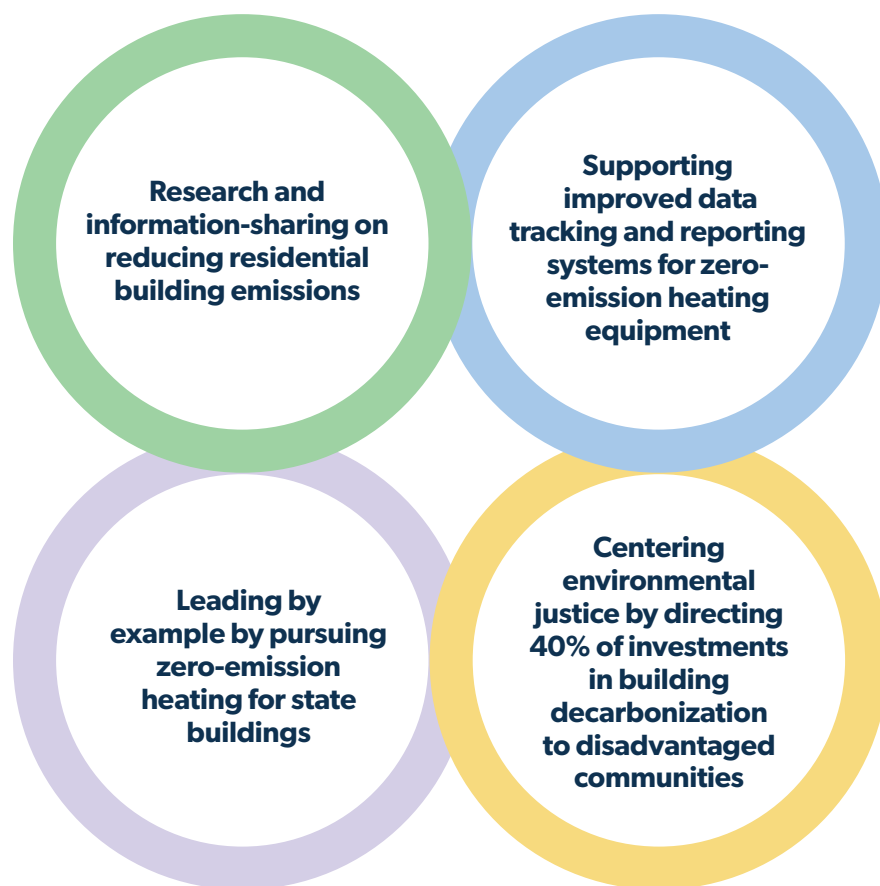 Research and
information-sharing on
reducing residential
building emissions
Supporting
improved data
tracking and reporting
systems for zero-
emission heating
equipment
Leading by
example by pursuing
zero-emission
heating for state
buildings
Centering
environmental
justice by directing
40% of investments
in building
decarbonization
to disadvantaged
communities